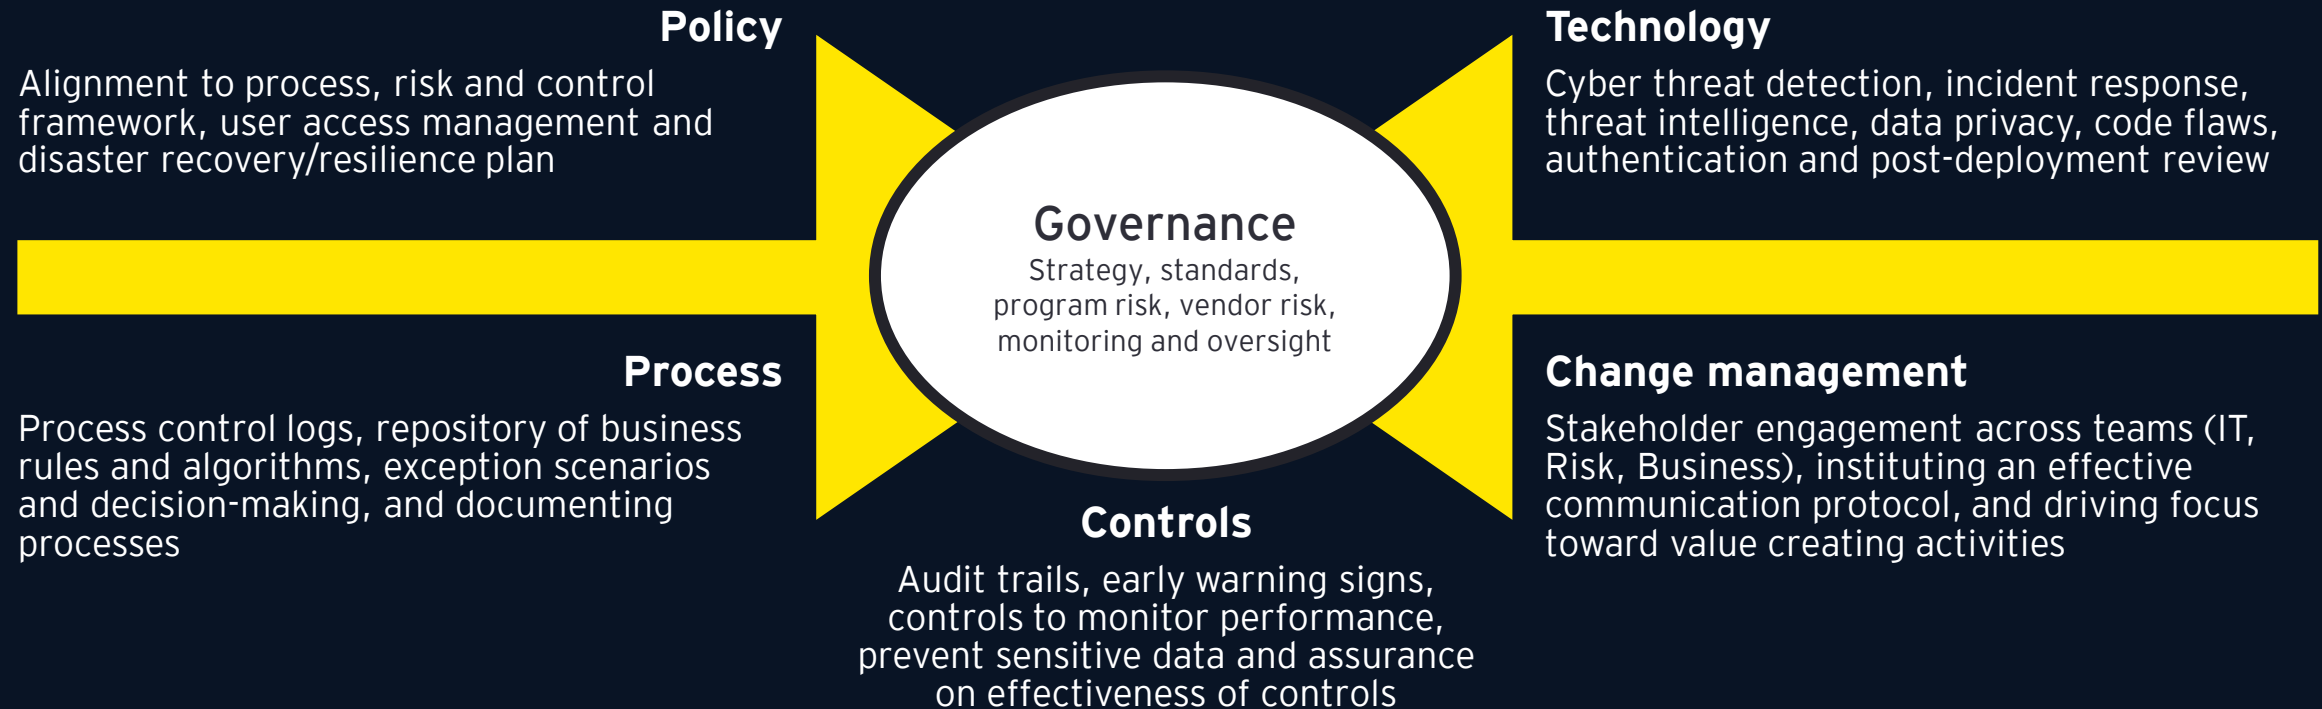 Policy
Alignment to process, risk and control
framework, user access management and
disaster recovery/resilience plan
Technology
Cyber threat detection, incident response,
threat intelligence, data privacy, code flaws,
authentication and post-deployment review
Governance
Strategy, standards,
program risk, vendor risk,
monitoring and oversight
Process
Process control logs, repository of business
rules and algorithms, exception scenarios
and decision-making, and documenting
processes
Change management
Stakeholder engagement across teams (IT,
Risk, Business), instituting an effective
communication protocol, and driving focus
toward value creating activities
Controls
Audit trails, early warning signs,
controls to monitor performance,
prevent sensitive data and assurance
on effectiveness of controls